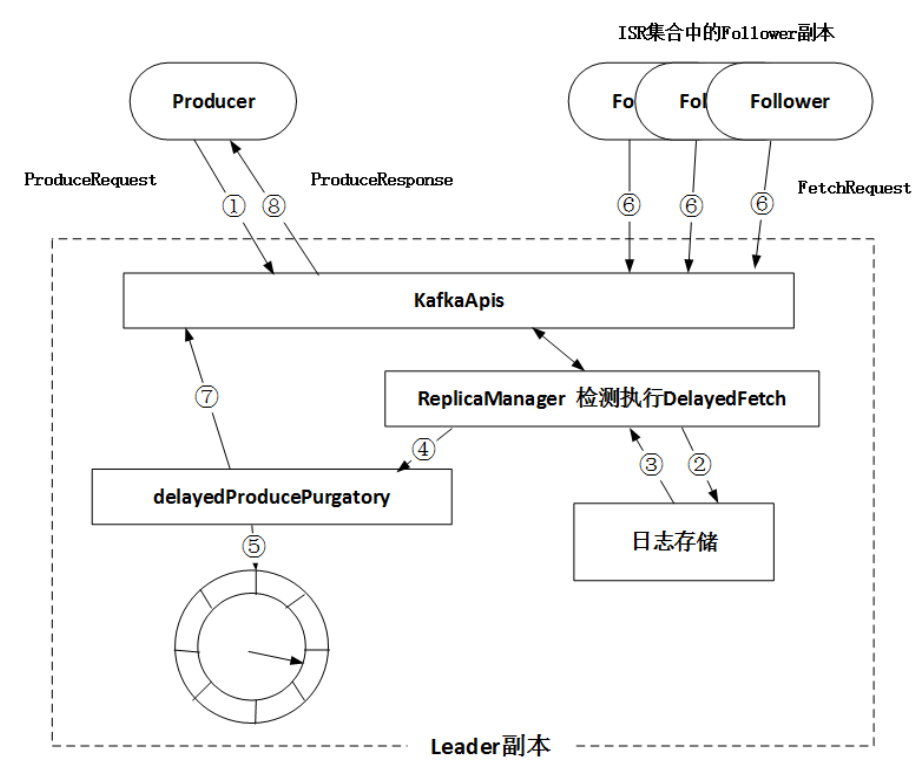 ISR集合中的Follower副本
Producer
Fo
Fol
Follower
ProduceRequest
ProduceResponse
FetchRequest
①
⑧
⑥
⑥
⑥
KafkaApis
⑦
ReplicaManager 检测执行DelayedFetch
④
③
②
delayedProducePurgatory
日志存储
⑤
Leader副本